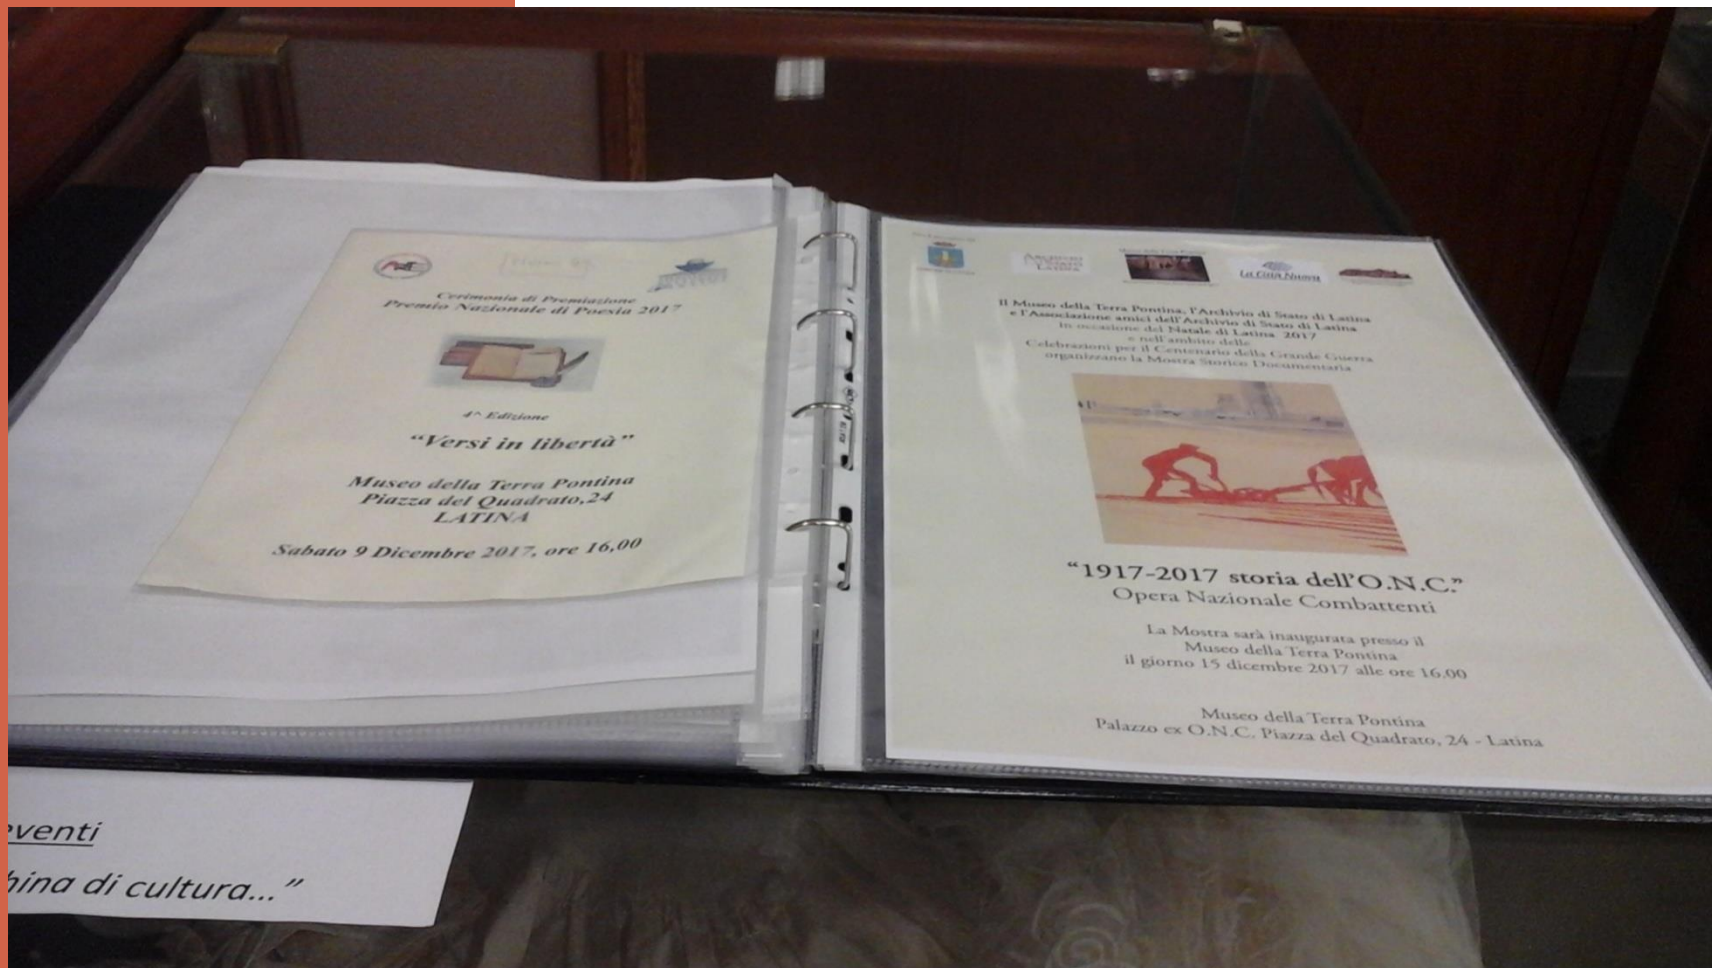 Cerimonia di Premiazione
Premio Nazionale di Poesia 2017
4^ Edizione
“Versi in libertà”
Museo della Terra Pontina
Piazza del Quadrato,24
LATINA
Sabato 9 Dicembre 2017, ore 16,00
Archivio
di Stato
Latina
La Città Nuova
Il Museo della Terra Pontina, l'Archivio di Stato di Latina
e l'Associazione amici dell'Archivio di Stato di Latina
In occasione del Natale di Latina 2017
e nell'ambito delle
Celebrazioni per il Centenario della Grande Guerra
organizzano la Mostra Storico Documentaria
“1917-2017 storia dell'O.N.C.”
Opera Nazionale Combattenti
La Mostra sarà inaugurata presso il
Museo della Terra Pontina
il giorno 15 dicembre 2017 alle ore 16.00
Museo della Terra Pontina
Palazzo ex O.N.C. Piazza del Quadrato, 24 - Latina
eventi
hina di cultura...”